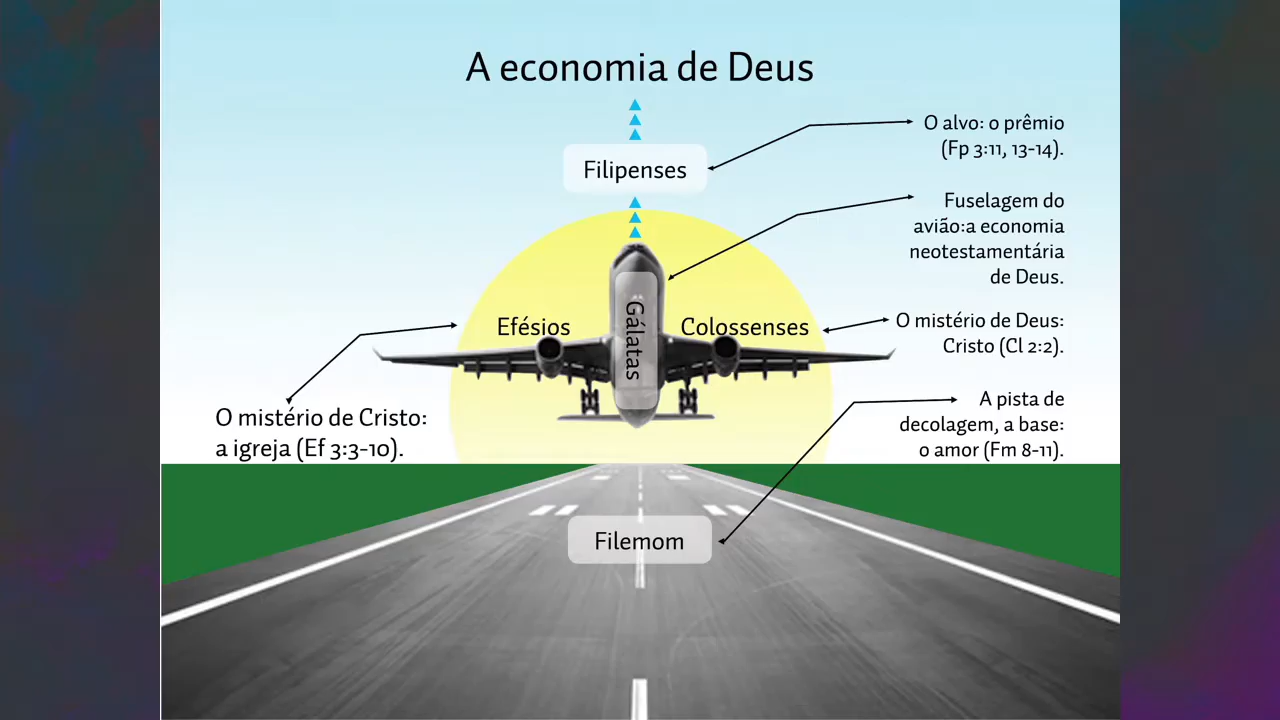 A economia de Deus
Filipenses
O alvo: o prêmio
(Fp 3:11, 13-14).
Fuselagem do
avião:a economia
neotestamentária
de Deus.
Gálatas
Efésios
Colossenses
O mistério de Deus:
Cristo (Cl 2:2).
O mistério de Cristo:
a igreja (Ef 3:3-10).
A pista de
decolagem, a base:
o amor (Fm 8-11).
Filemom